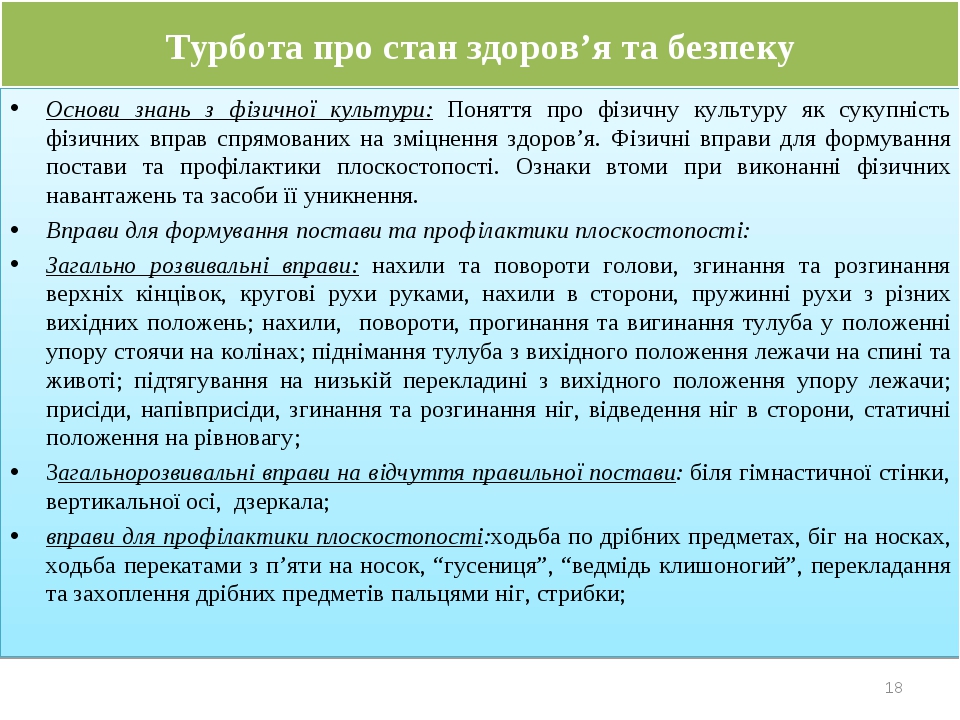 Турбота про стан здоров’я та безпеку
• Основи знань з фізичної культури: Поняття про фізичну культуру як сукупність
фізичних вправ спрямованих на зміцнення здоров’я. Фізичні вправи для формування
постави та профілактики плоскостопості. Ознаки втоми при виконанні фізичних
навантажень та засоби її уникнення.
• Вправи для формування постави та профілактики плоскостопості:
• Загально розвивальні вправи: нахили та повороти голови, згинання та розгинання
верхніх кінцівок, кругові рухи руками, нахили в сторони, пружинні рухи з різних
вихідних положень; нахили, повороти, прогинання та вигинання тулуба у положенні
упору стоячи на колінах; піднімання тулуба з вихідного положення лежачи на спині та
животі; підтягування на низькій перекладині з вихідного положення упору лежачи;
присіди, напівприсіди, згинання та розгинання ніг, відведення ніг в сторони, статичні
положення на рівновагу;
• Загальнорозвивальні вправи на відчуття правильної постави: біля гімнастичної стінки,
вертикальної осі, дзеркала;
• вправи для профілактики плоскостопості:ходьба по дрібних предметах, біг на носках,
ходьба перекатами з п’яти на носок, “гусениця”, “ведмідь клишоногий”, перекладання
та захоплення дрібних предметів пальцями ніг, стрибки;
18